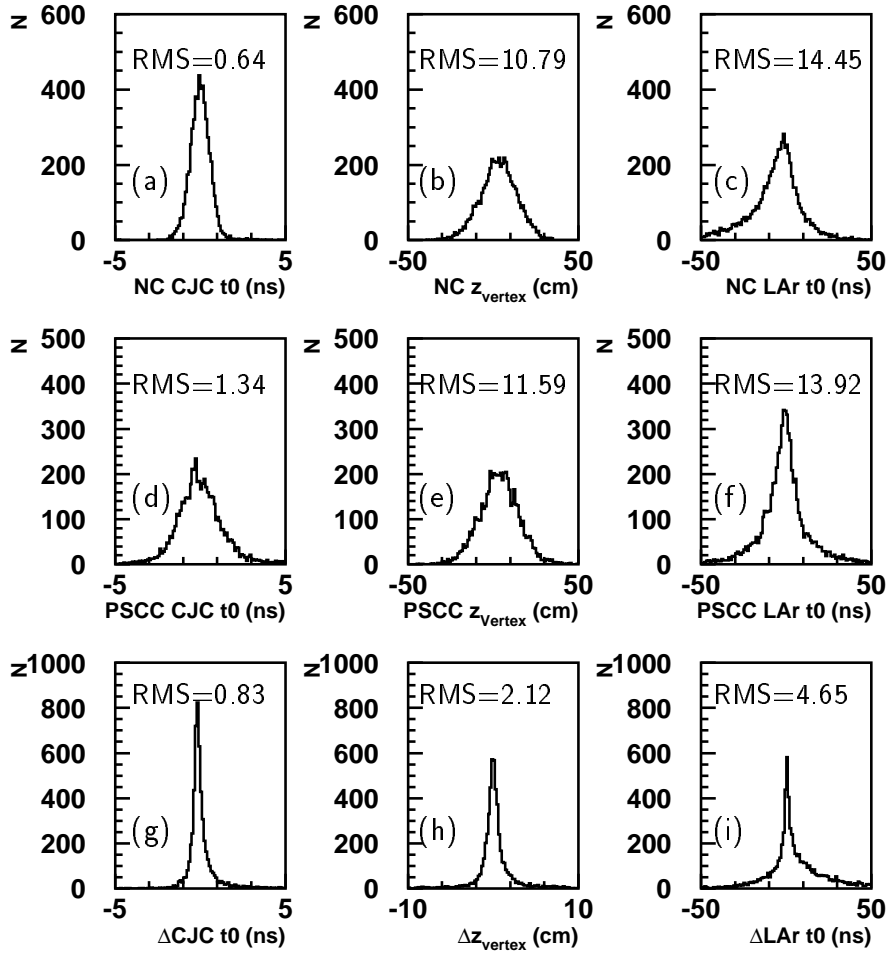 N
600
400
200
0
RMS=0.64
(a)
-5
5
NC CJC t0 (ns)
N
600
400
200
0
RMS=10.79
(b)
-50
50
NC z_vertex (cm)
N
600
400
200
0
RMS=14.45
(c)
-50
50
NC LAr t0 (ns)
N
500
400
300
200
100
0
RMS=1.34
(d)
-5
5
PSCC CJC t0 (ns)
N
500
400
300
200
100
0
RMS=11.59
(e)
-50
50
PSCC z_Vertex (cm)
N
500
400
300
200
100
0
RMS=13.92
(f)
-50
50
PSCC LAr t0 (ns)
N
1000
800
600
400
200
0
RMS=0.83
(g)
-5
5
ΔCJC t0 (ns)
N
1000
800
600
400
200
0
RMS=2.12
(h)
-10
10
Δz_vertex (cm)
N
1000
800
600
400
200
0
RMS=4.65
(i)
-50
50
ΔLAr t0 (ns)